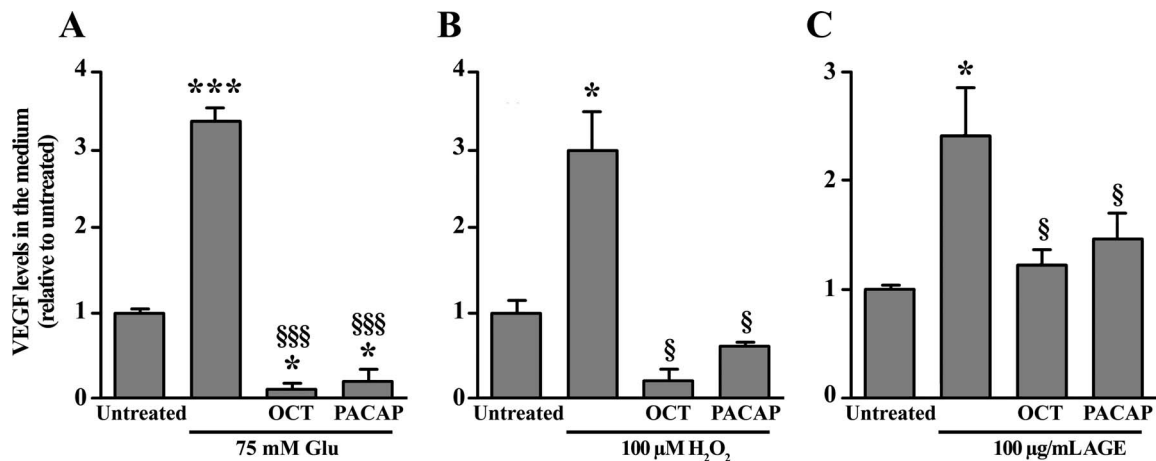 A
B
C
VEGF levels in the medium
(relative to untreated)
4
3
1
0
***
§§§
*
§§§
*
Untreated
OCT
PACAP
75 mM Glu
4
3
4
3
1
0
*
§
§
Untreated
OCT
PACAP
100 µM H₂O₂
3
2
1
0
*
§
§
Untreated
OCT
PACAP
100 µg/mLAGE